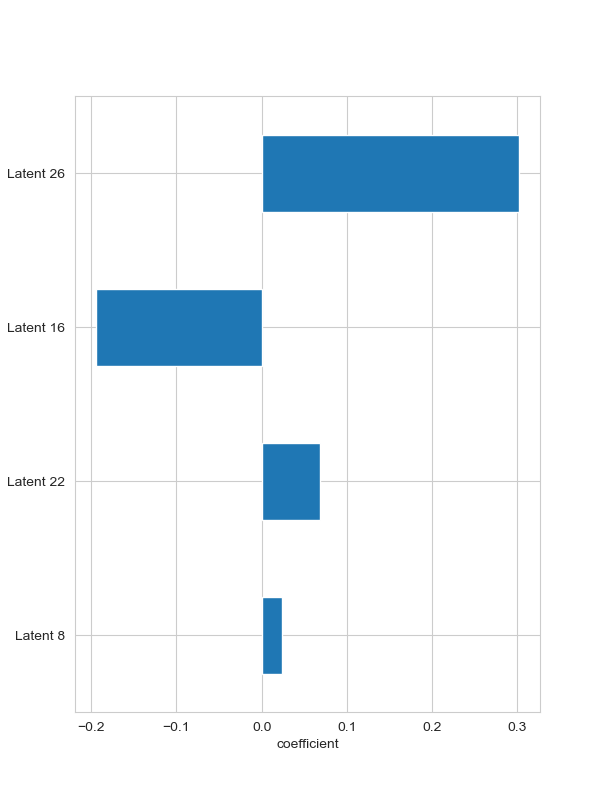 Latent 26
Latent 16
Latent 22
Latent 8
−0.2 −0.1 0.0 0.1 0.2 0.3
coefficient